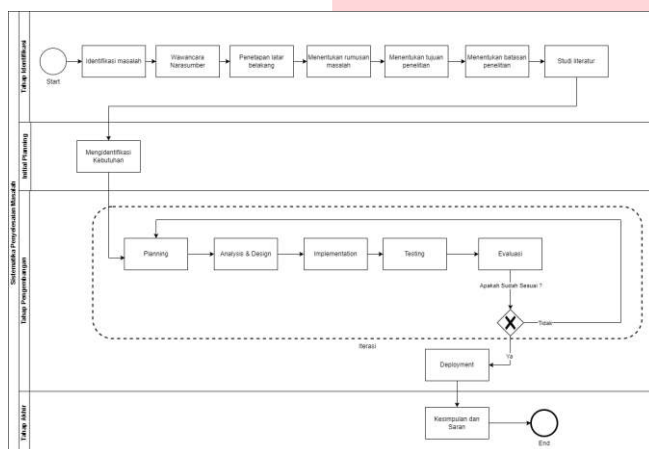 Sistematika Penyelesaian Masalah
Tahap Identifikasi
Start
Identifikasi masalah
Wawancara
Narasumber
Penetapan latar
belakang
Menentukan rumusan
masalah
Menentukan tujuan
penelitian
Menentukan batasan
penelitian
Studi literatur
Initial Planning
Mengidentifikasi
Kebutuhan
Tahap Pengembangan
Planning
Analysis & Design
Implementation
Testing
Evaluasi
Apakah Sudah Sesuai ?
Tidak
Iterasi
Ya
Deployment
Tahap Akhir
Kesimpulan dan
Saran
End